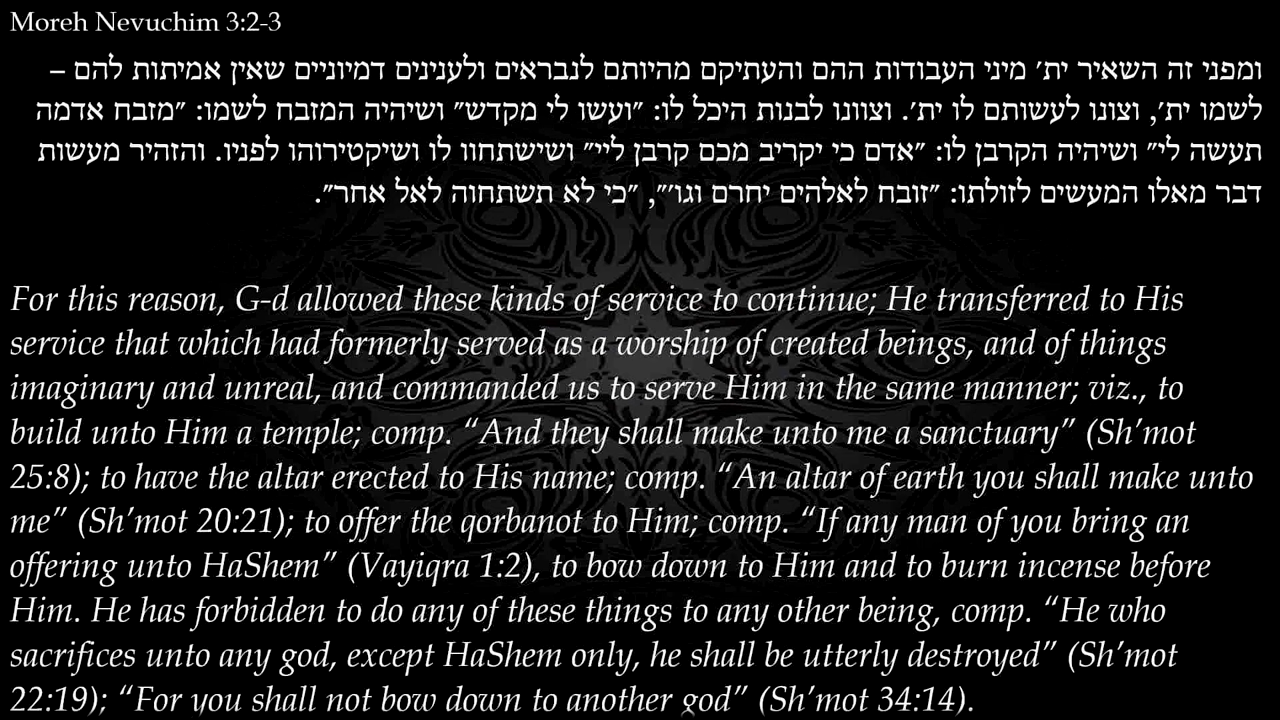 Moreh Nevuchim 3:2-3
ומפני זה השאיר ית׳ מיני העבודות ההם והעתיקם מהיותם לנבראים ולענינים דמיוניים שאין אמיתות להם –
לשמו ית׳, וצונו לעשותם לו ית׳. וצוונו לבנות היכל לו: ״ועשו לי מקדש״ ושיהיה המזבח לשמו: ״מזבח אדמה
תעשה לי״ ושיהיה הקרבן לו: ״אדם כי יקריב מכם קרבן ליי״ ושישתחוו לו ושיקטירוהו לפניו. והזהיר מעשות
דבר מאלו המעשים לזולתו: ״זובח לאלהים יחרם וגו׳״, ״כי לא תשתחוה לאל אחר״.
For this reason, G-d allowed these kinds of service to continue; He transferred to His
service that which had formerly served as a worship of created beings, and of things
imaginary and unreal, and commanded us to serve Him in the same manner; viz., to
build unto Him a temple; comp. “And they shall make unto me a sanctuary” (Sh’mot
25:8); to have the altar erected to His name; comp. “An altar of earth you shall make unto
me” (Sh’mot 20:21); to offer the qorbanot to Him; comp. “If any man of you bring an
offering unto HaShem” (Vayiqra 1:2), to bow down to Him and to burn incense before
Him. He has forbidden to do any of these things to any other being, comp. “He who
sacrifices unto any god, except HaShem only, he shall be utterly destroyed” (Sh’mot
22:19); “For you shall not bow down to another god” (Sh’mot 34:14).